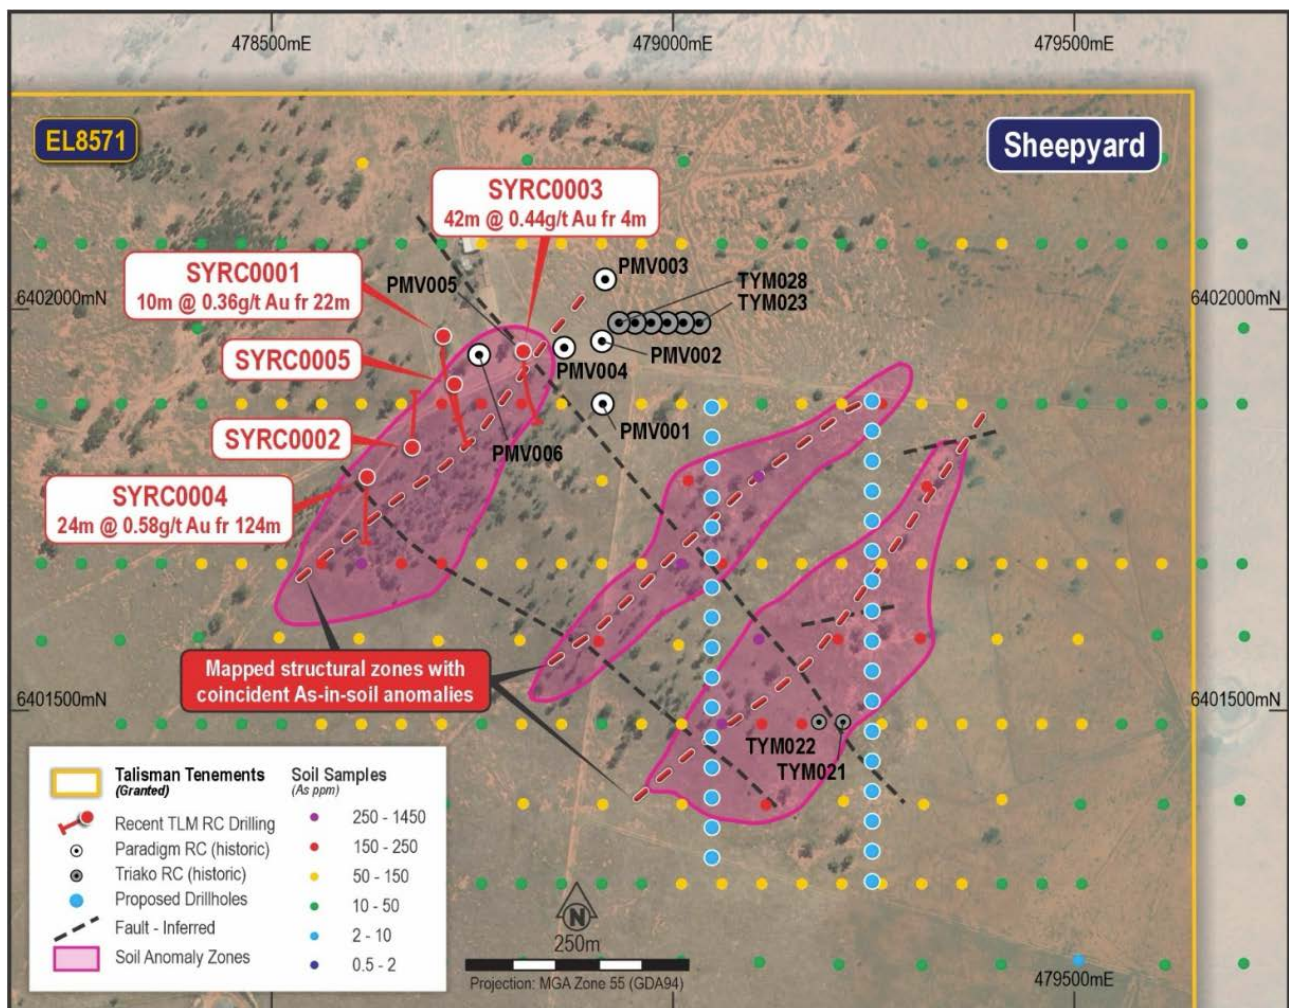 478500mE
479000mE
479500mE
EL8571
Sheepyard
SYRC0003
42m @ 0.44g/t Au fr 4m
SYRC0001
10m @ 0.36g/t Au fr 22m
PMV005
PMV003
TYM028
TYM023
6402000mN
6402000mN
SYRC0005
PMV004
PMV002
SYRC0002
PMV006
PMV001
SYRC0004
24m @ 0.58g/t Au fr 124m
Mapped structural zones with
coincident As-in-soil anomalies
6401500mN
6401500mN
TYM022
TYM021
Talisman Tenements
(Granted)
Recent TLM RC Drilling
Paradigm RC (historic)
Triako RC (historic)
Proposed Drillholes
Fault - Inferred
Soil Anomaly Zones
Soil Samples
(As ppm)
250 - 1450
150 - 250
50 - 150
10 - 50
2 - 10
0.5 - 2
N
250m
Projection: MGA Zone 55 (GDA94)
479500mE